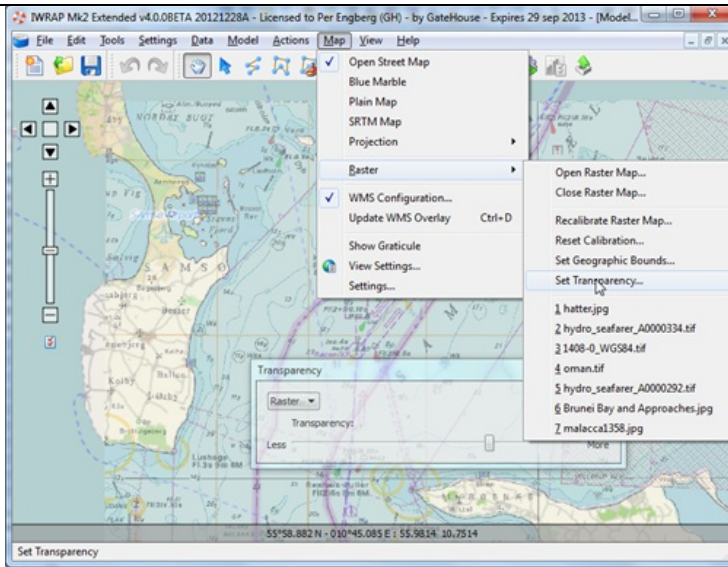 IWRAP Mk2 Extended v4.0.0BETA 20121228A - Licensed to Per Engberg (GH) - by GateHouse - Expires 29 sep 2013 - [Model...
File Edit Tools Settings Data Model Actions Map View Help
Open Street Map
Blue Marble
Plain Map
SRTM Map
Projection
Raster
WMS Configuration...
Update WMS Overlay Ctrl+D
Show Graticule
View Settings...
Settings...
Open Raster Map...
Close Raster Map...
Recalibrate Raster Map...
Reset Calibration...
Set Geographic Bounds...
Set Transparency...
1 hatter.jpg
2 hydro_seafarer_A0000334.tif
3 1408-0_WGS84.tif
4 oman.tif
5 hydro_seafarer_A0000292.tif
6 Brunei Bay and Approaches.jpg
7 malacca1358.jpg
NORDBY BUGT
SAMSØ
Besser
Kolby
Ballen
Transparency
Raster...
Transparency:
Less More
55°58.882 N - 010°45.085 E : 55.9814 10.7514
Set Transparency